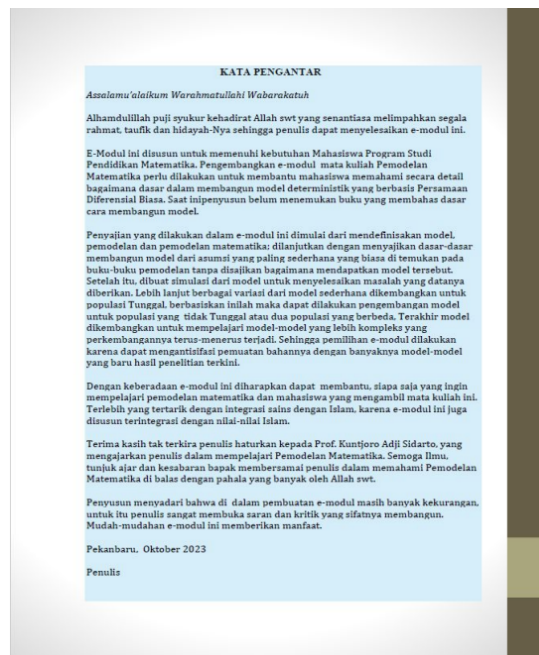 KATA PENGANTAR
Assalamu'alaikum Warahmatullahi Wabarakatuh
Alhamdulillah puji syukur kehadirat Allah swt yang senantiasa melimpahkan segala
rahmat, taufik dan hidayah-Nya sehingga penulis dapat menyelesaikan e-modul ini.
E-Modul ini disusun untuk memenuhi kebutuhan Mahasiswa Program Studi
Pendidikan Matematika. Pengembangkan e-modul mata kuliah Pemodelan
Matematika perlu dilakukan untuk membantu mahasiswa memahami secara detail
bagaimana dasar dalam membangun model deterministik yang berbasis Persamaan
Diferensial Biasa. Saat inipenyusun belum menemukan buku yang membahas dasar
cara membangun model.
Penyajian yang dilakukan dalam e-modul ini dimulai dari mendefinisakan model,
pemodelan dan pemodelan matematika; dilanjutkan dengan menyajikan dasar-dasar
membangun model dari asumsi yang paling sederhana yang biasa di temukan pada
buku-buku pemodelan tanpa disajikan bagaimana mendapatkan model tersebut.
Setelah itu, dibuat simulasi dari model untuk menyelesaikan masalah yang datanya
diberikan. Lebih lanjut berbagai variasi dari model sederhana dikembangkan untuk
populasi Tunggal, berbasiskan inilah maka dapat dilakukan pengembangan model
untuk populasi yang tidak Tunggal atau dua populasi yang berbeda. Terakhir model
dikembangkan untuk mempelajari model-model yang lebih kompleks yang
perkembangannya terus-menerus terjadi. Sehingga pemilihan e-modul dilakukan
karena dapat mengantisifasi pemuatan bahannya dengan banyaknya model-model
yang baru hasil penelitian terkini.
Dengan keberadaan e-modul ini diharapkan dapat membantu, siapa saja yang ingin
mempelajari pemodelan matematika dan mahasiswa yang mengambil mata kuliah ini.
Terlebih yang tertarik dengan integrasi sains dengan Islam, karena e-modul ini juga
disusun terintegrasi dengan nilai-nilai Islam.
Terima kasih tak terkira penulis haturkan kepada Prof. Kuntjoro Adji Sidarto, yang
mengajarkan penulis dalam mempelajari Pemodelan Matematika. Semoga Ilmu,
tunjuk ajar dan kesabaran bapak membersamai penulis dalam memahami Pemodelan
Matematika di balas dengan pahala yang banyak oleh Allah swt.
Penyusun menyadari bahwa di dalam pembuatan e-modul masih banyak kekurangan,
untuk itu penulis sangat membuka saran dan kritik yang sifatnya membangun.
Mudah-mudahan e-modul ini memberikan manfaat.
Pekanbaru, Oktober 2023
Penulis